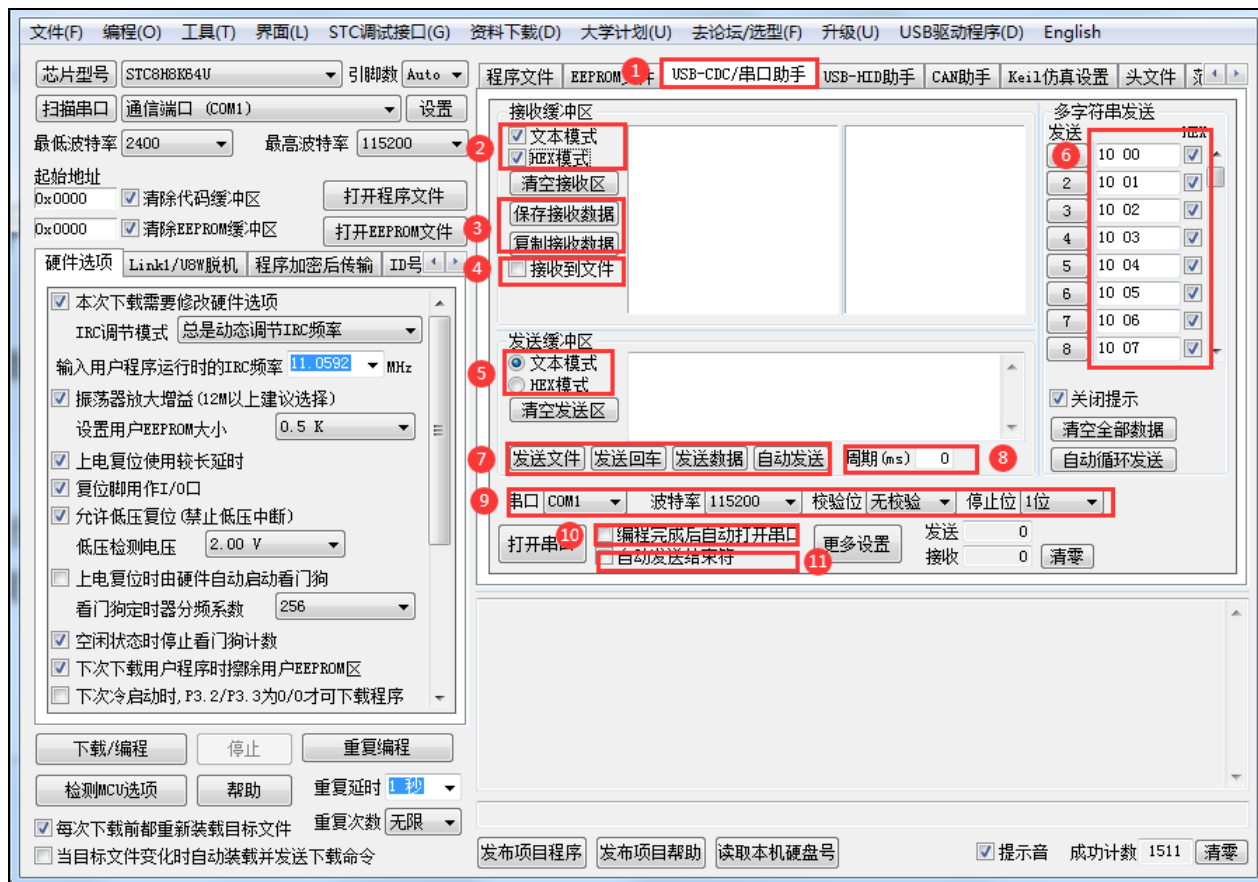 文件(F) 编程(O) 工具(T) 界面(L) STC调试接口(G) 资料下载(D) 大学计划(U) 去论坛/选型(F) 升级(U) USB驱动程序(D) English
芯片型号 STC8H8K64U 引脚数 Auto
扫描串口 通信端口 (COM1) 设置
最低波特率 2400 最高波特率 115200
起始地址
0x0000 清除代码缓冲区 打开程序文件
0x0000 清除EEPROM缓冲区 打开EEPROM文件
硬件选项 Link1/U8W脱机 程序加密后传输 ID号
本次下载需要修改硬件选项
IRC调节模式 总是动态调节IRC频率
输入用户程序运行时的IRC频率 11.0592 MHz
振荡器放大增益(12M以上建议选择)
设置用户EEPROM大小 0.5 K
上电复位使用较长延时
复位脚用作I/O口
允许低压复位(禁止低压中断)
低压检测电压 2.00 V
上电复位时由硬件自动启动看门狗
看门狗定时器分频系数 256
空闲状态时停止看门狗计数
下次下载用户程序时擦除用户EEPROM区
下次冷启动时,P3.2/P3.3为0/0才可下载程序
下载/编程 停止 重复编程
检测MCU选项 帮助 重复延时 1 秒
每次下载前都重新装载目标文件 重复次数 无限
当目标文件变化时自动装载并发送下载命令
程序文件 EEPROM文件 1 USB-CDC/串口助手 USB-HID助手 CAN助手 Keil仿真设置 头文件
接收缓冲区
2 文本模式
HEX模式
清空接收区
3 保存接收数据
复制接收数据
4 接收到文件
发送缓冲区
5 文本模式
HEX模式
清空发送区
7 发送文件 发送回车 发送数据 自动发送 周期(ms) 0 8
9 串口 COM1 波特率 115200 校验位 无校验 停止位 1位
打开串口 10 编程完成后自动打开串口 更多设置 发送 0
自动发送结束符 11 接收 0 清零
多字符串发送
发送 HEX
6 10 00
2 10 01
3 10 02
4 10 03
5 10 04
6 10 05
7 10 06
8 10 07
关闭提示
清空全部数据
自动循环发送
发布项目程序 发布项目帮助 读取本机硬盘号 提示音 成功计数 1511 清零